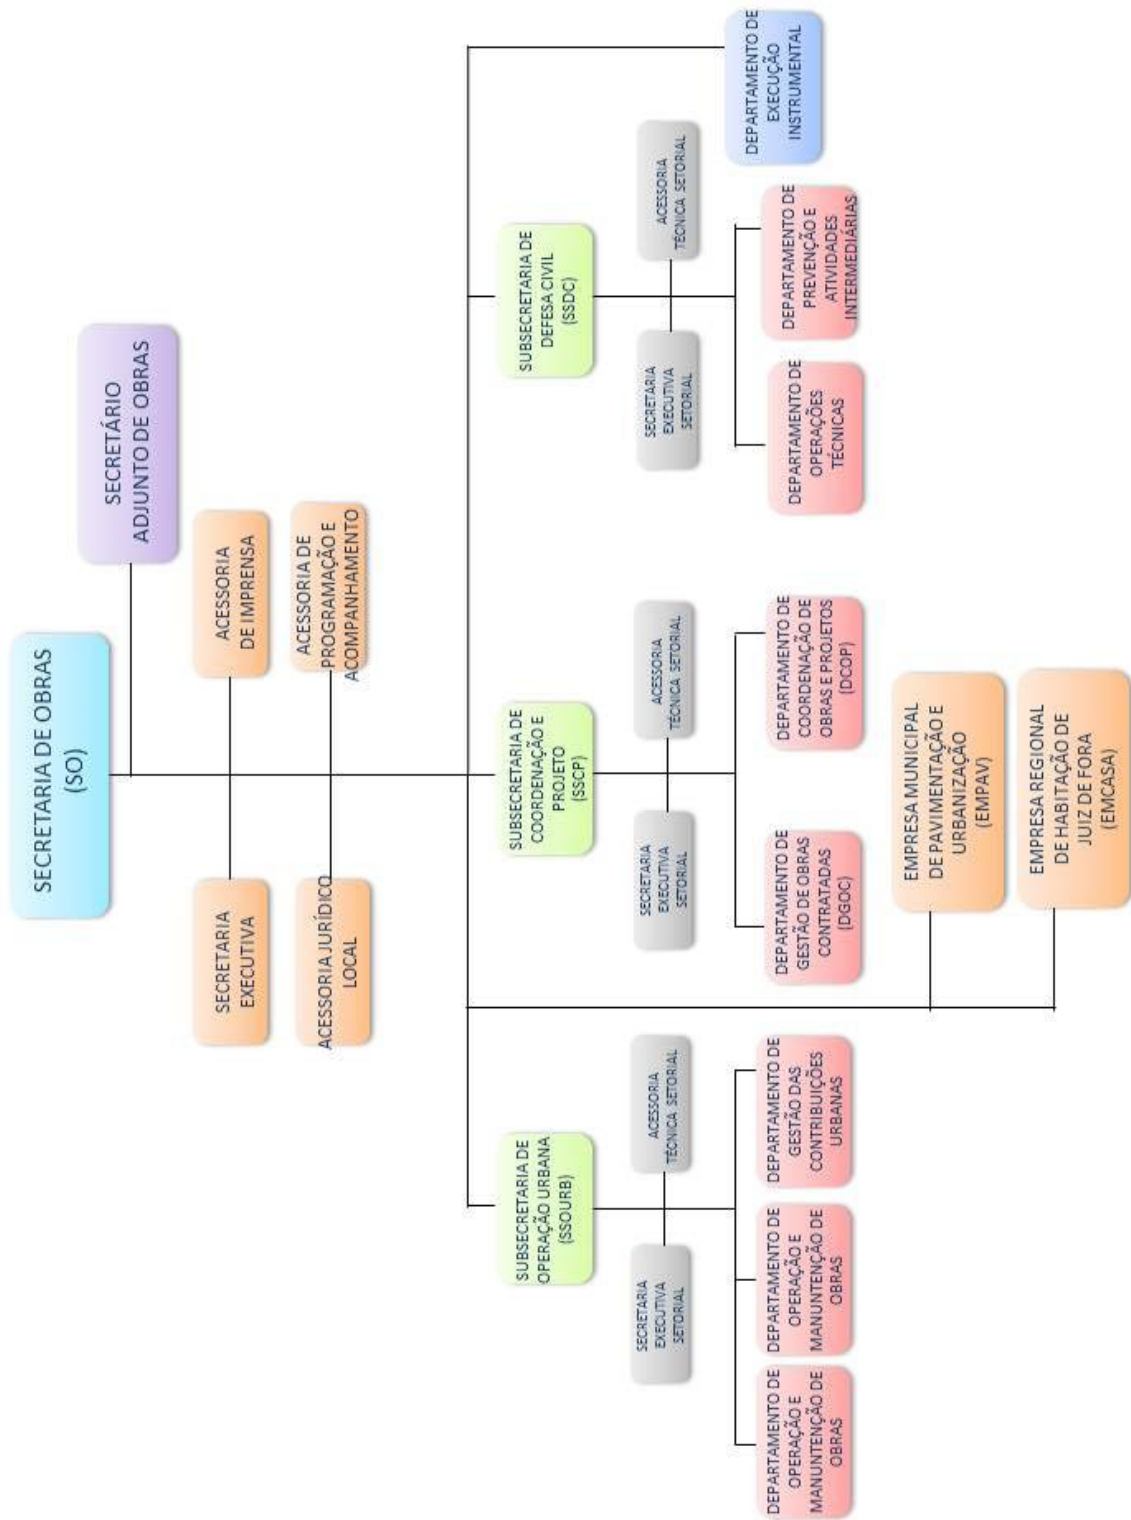 SECRETARIA DE OBRAS
(SO)
SECRETÁRIO
ADJUNTO DE OBRAS
SECRETARIA
EXECUTIVA
ACESSORIA
DE IMPRENSA
ACESSORIA JURÍDICO
LOCAL
ACESSORIA DE
PROGRAMAÇÃO E
ACOMPANHAMENTO
SUBSECRETARIA DE
OPERAÇÃO URBANA
(SSOURB)
SUBSECRETARIA DE
COORDENAÇÃO E
PROJETO
(SSCP)
SUBSECRETARIA DE
DEFESA CIVIL
(SSDC)
SECRETARIA
EXECUTIVA
SETORIAL
ACESSORIA
TÉCNICA SETORIAL
SECRETARIA
EXECUTIVA
SETORIAL
ACESSORIA
TÉCNICA SETORIAL
SECRETARIA
EXECUTIVA
SETORIAL
ACESSORIA
TÉCNICA SETORIAL
DEPARTAMENTO DE
OPERAÇÃO E
MANUNTENÇÃO DE
OBRAS
DEPARTAMENTO DE
OPERAÇÃO E
MANUNTENÇÃO DE
OBRAS
DEPARTAMENTO DE
GESTÃO DAS
CONTRIBUIÇÕES
URBANAS
DEPARTAMENTO DE
GESTÃO DE OBRAS
CONTRATADAS
(DGOC)
DEPARTAMENTO DE
COORDENAÇÃO DE
OBRAS E PROJETOS
(DCOP)
DEPARTAMENTO DE
OPERAÇÕES
TÉCNICAS
DEPARTAMENTO DE
PREVENÇÃO E
ATIVIDADES
INTERMEDIÁRIAS
DEPARTAMENTO DE
EXECUÇÃO
INSTRUMENTAL
EMPRESA MUNICIPAL
DE PAVIMENTAÇÃO E
URBANIZAÇÃO
(EMPAV)
EMPRESA REGIONAL
DE HABITAÇÃO DE
JUIZ DE FORA
(EMCASA)